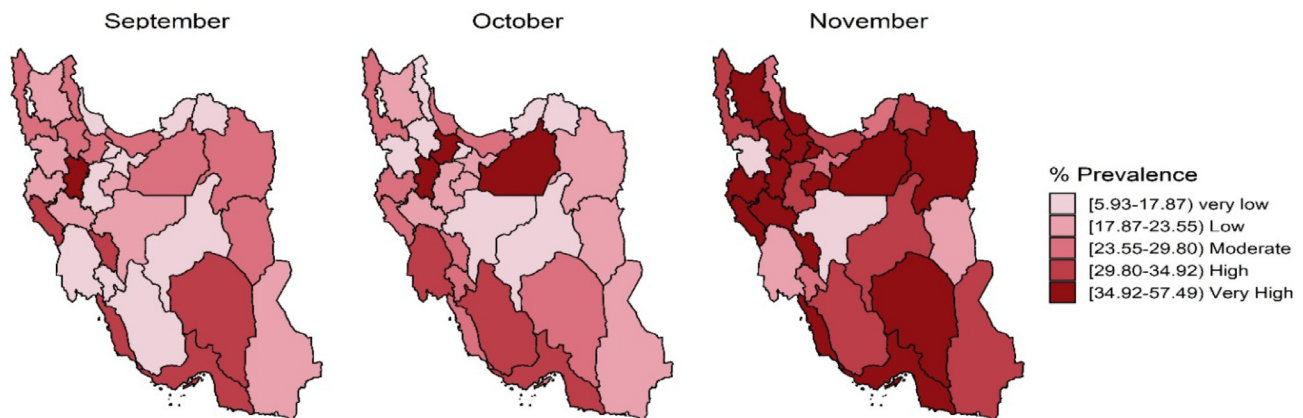 September
October
November
% Prevalence
[5.93-17.87) very low
[17.87-23.55) Low
[23.55-29.80) Moderate
[29.80-34.92) High
[34.92-57.49) Very High